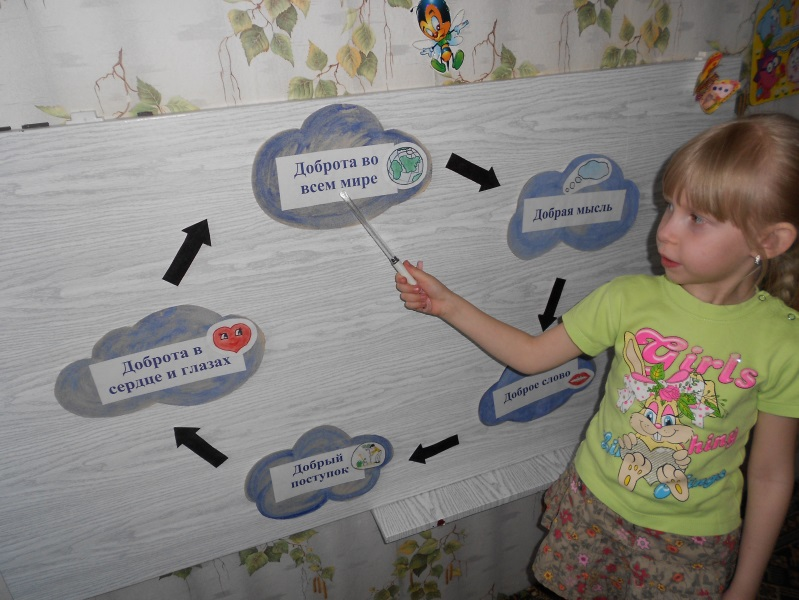 Доброта во
всем мире
Добрая мысль
Доброе слово
Добрый
поступок
Доброта в
сердце и глазах
Girls